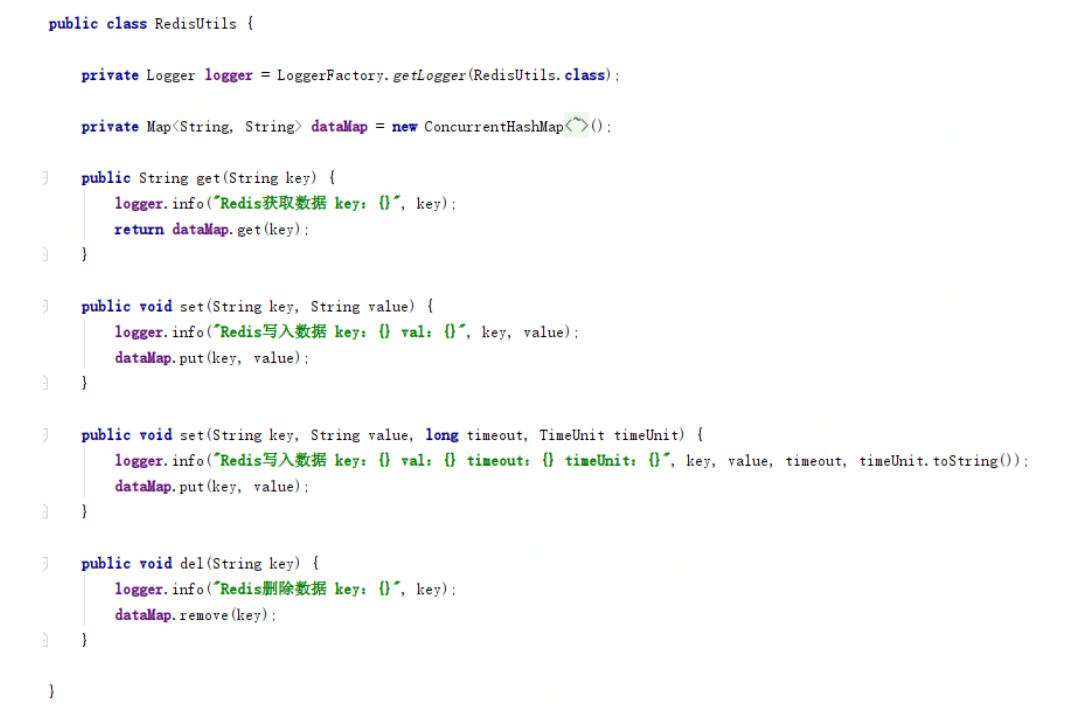 public class RedisUtils {
private Logger logger = LoggerFactory.getLogger(RedisUtils.class);
private Map<String, String> dataMap = new ConcurrentHashMap<~>();
public String get(String key) {
logger.info("Redis获取数据 key：{}", key);
return dataMap.get(key);
}
public void set(String key, String value) {
logger.info("Redis写入数据 key：{} val：{}", key, value);
dataMap.put(key, value);
}
public void set(String key, String value, long timeout, TimeUnit timeUnit) {
logger.info("Redis写入数据 key：{} val：{} timeout：{} timeUnit：{}", key, value, timeout, timeUnit.toString());
dataMap.put(key, value);
}
public void del(String key) {
logger.info("Redis删除数据 key：{}", key);
dataMap.remove(key);
}
}